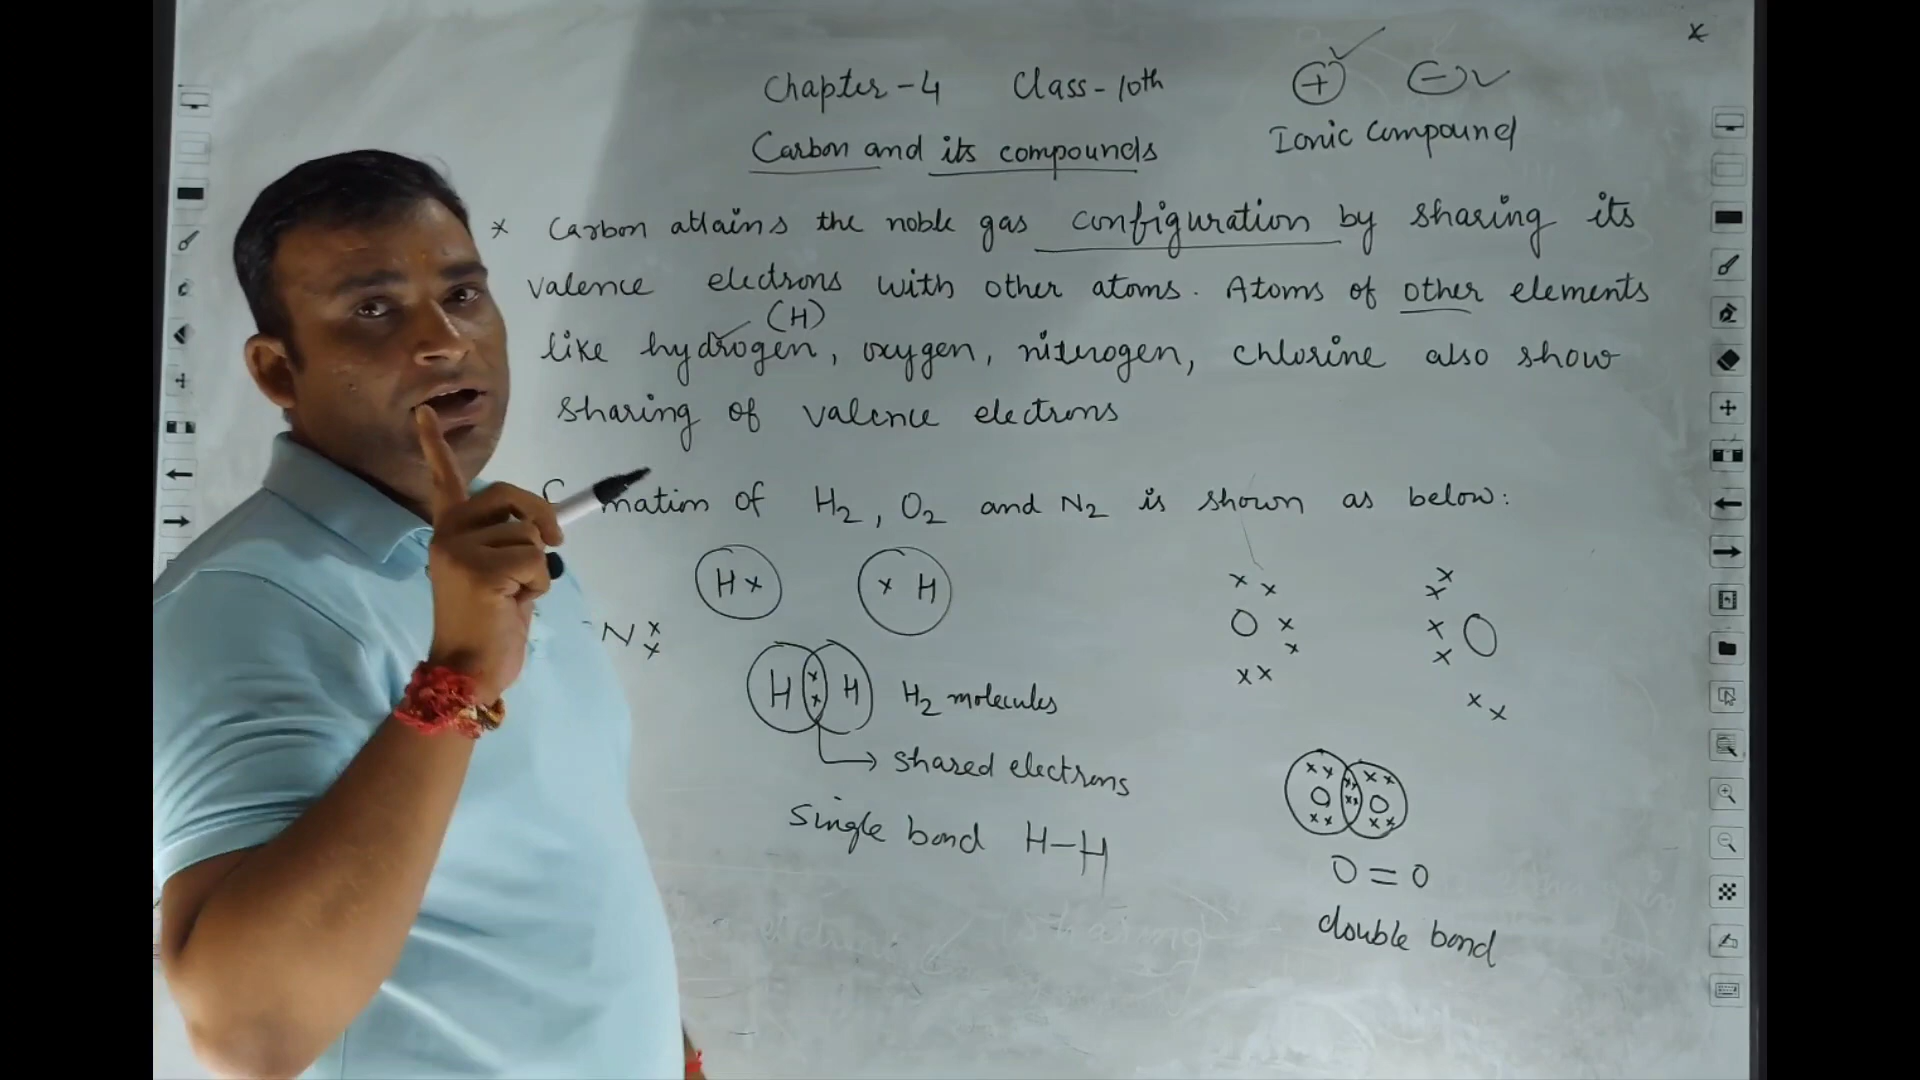 Chapter-4 Class-10th
Carbon and its compounds
+ -
Ionic Compound
x Carbon attains the noble gas configuration by sharing its
valence electrons with other atoms. Atoms of other elements
(H)
like hydrogen, oxygen, nitrogen, chlorine also show
sharing of valence electrons
mation of H2, O2 and N2 is shown as below:
H x x H
N x x
H x x H H2 molecules
shared electrons
Single bond H-H
x x O x x x x
x x x x O x x
x x O x x x x x x O x x x x
O = O
double bond